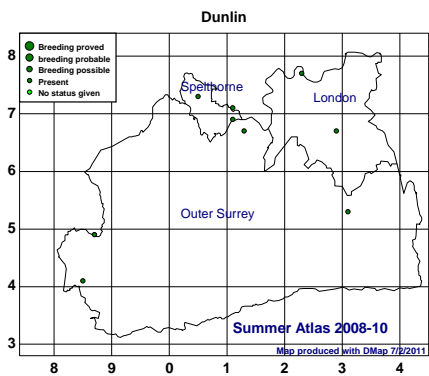 Dunlin
8
7
6
5
4
3
Breeding proved
breeding probable
Breeding possible
Present
No status given
Spelthorne
London
Outer Surrey
Summer Atlas 2008-10
Map produced with DMap 7/2/2011
8 9 0 1 2 3 4